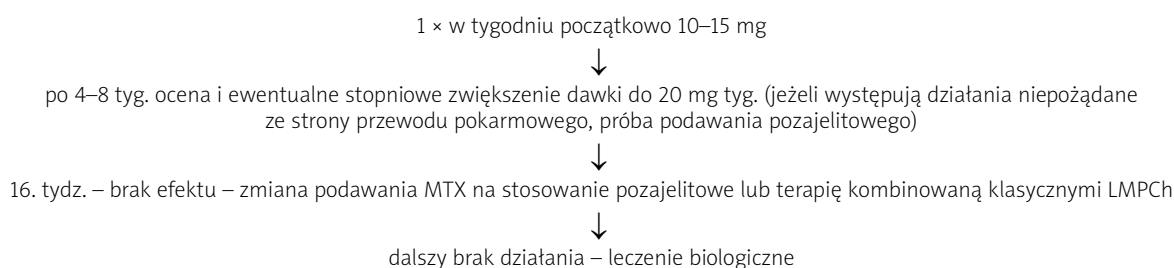 1 × w tygodniu początkowo 10–15 mg
↓
po 4–8 tyg. ocena i ewentualne stopniowe zwiększenie dawki do 20 mg tyg. (jeżeli występują działania niepożądane
ze strony przewodu pokarmowego, próba podawania pozajelitowego)
↓
16. tydz. – brak efektu – zmiana podawania MTX na stosowanie pozajelitowe lub terapię kombinowaną klasycznymi LMPCh
↓
dalszy brak działania – leczenie biologiczne